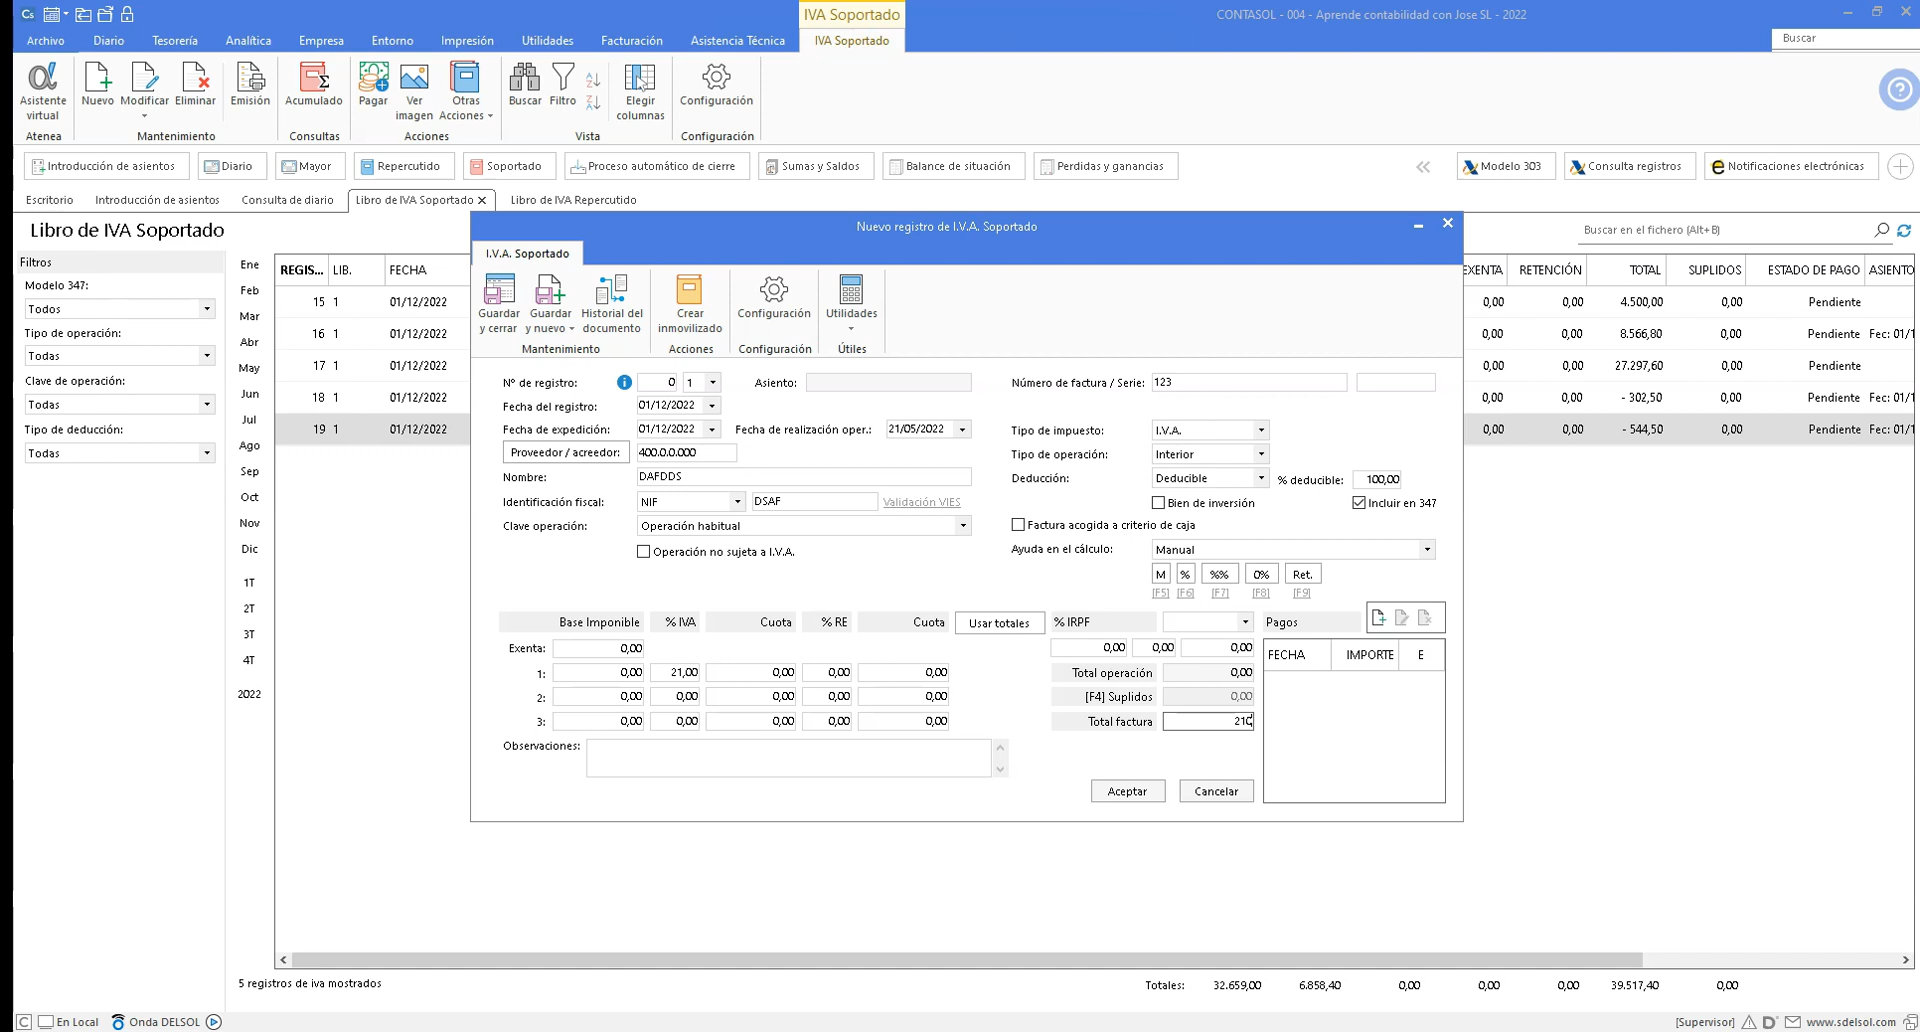 IVA Soportado
CONTASOL - 004 - Aprende contabilidad con Jose SL - 2022
Archivo Diario Tesorería Analítica Empresa Entorno Impresión Utilidades Facturación Asistencia Técnica IVA Soportado
Buscar
Asistente virtual
Nuevo Modificar Eliminar Emisión
Acumulado
Pagar Ver imagen Otras Acciones
Buscar Filtro Elegir columnas
Configuración
Atenea Mantenimiento Consultas Acciones Vista Configuración
Introducción de asientos Diario Mayor Repercutido Soportado Proceso automático de cierre Sumas y Saldos Balance de situación Perdidas y ganancias Modelo 303 Consulta registros Notificaciones electrónicas
Escritorio Introducción de asientos Consulta de diario Libro de IVA Soportado Libro de IVA Repercutido
Libro de IVA Soportado
Buscar en el fichero (Alt+B)
Filtros
Modelo 347:
Todos
Tipo de operación:
Todas
Clave de operación:
Todas
Tipo de deducción:
Todas
Ene
Feb
Mar
Abr
May
Jun
Jul
Ago
Sep
Oct
Nov
Dic
1T
2T
3T
4T
2022
REGIS... LIB. FECHA
15 1 01/12/2022
16 1 01/12/2022
17 1 01/12/2022
18 1 01/12/2022
19 1 01/12/2022
EXENTA RETENCIÓN TOTAL SUPLIDOS ESTADO DE PAGO ASIENTO
0,00 0,00 4.500,00 0,00 Pendiente
0,00 0,00 8.566,80 0,00 Pendiente Fec: 01/1
0,00 0,00 27.297,60 0,00 Pendiente
0,00 0,00 - 302,50 0,00 Pendiente Fec: 01/1
0,00 0,00 - 544,50 0,00 Pendiente Fec: 01/1
Nuevo registro de I.V.A. Soportado
I.V.A. Soportado
Guardar y cerrar Guardar y nuevo Historial del documento
Crear inmovilizado
Configuración
Utilidades
Mantenimiento Acciones Configuración Útiles
Nº de registro: 0 1 Asiento:
Fecha del registro: 01/12/2022
Fecha de expedición: 01/12/2022 Fecha de realización oper.: 21/05/2022
Proveedor / acreedor: 400.0.0.000
Nombre: DAFDDS
Identificación fiscal: NIF DSAF Validación VIES
Clave operación: Operación habitual
Operación no sujeta a I.V.A.
Número de factura / Serie: 123
Tipo de impuesto: I.V.A.
Tipo de operación: Interior
Deducción: Deducible % deducible: 100,00
Bien de inversión Incluir en 347
Factura acogida a criterio de caja
Ayuda en el cálculo: Manual
M % %% 0% Ret.
[F5] [F6] [F7] [F8] [F9]
Base Imponible % IVA Cuota % RE Cuota Usar totales % IRPF Pagos
Exenta: 0,00
1: 0,00 21,00 0,00 0,00 0,00
2: 0,00 0,00 0,00 0,00 0,00
3: 0,00 0,00 0,00 0,00 0,00
0,00 0,00 0,00
Total operación 0,00
[F4] Suplidos 0,00
Total factura 210
FECHA IMPORTE E
Observaciones:
Aceptar Cancelar
5 registros de iva mostrados
Totales: 32.659,00 6.858,40 0,00 0,00 0,00 39.517,40 0,00
En Local Onda DELSOL
[Supervisor] www.sdelsol.com